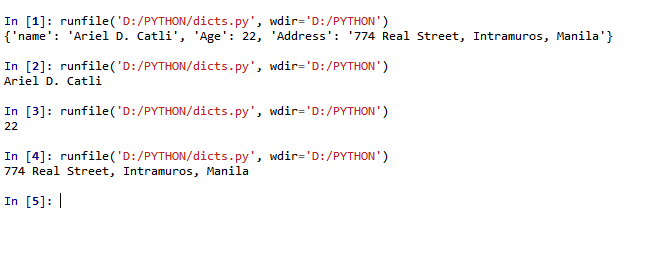 In [1]: runfile('D:/PYTHON/dicts.py', wdir='D:/PYTHON')
{'name': 'Ariel D. Catli', 'Age': 22, 'Address': '774 Real Street, Intramuros, Manila'}
In [2]: runfile('D:/PYTHON/dicts.py', wdir='D:/PYTHON')
Ariel D. Catli
In [3]: runfile('D:/PYTHON/dicts.py', wdir='D:/PYTHON')
22
In [4]: runfile('D:/PYTHON/dicts.py', wdir='D:/PYTHON')
774 Real Street, Intramuros, Manila
In [5]: